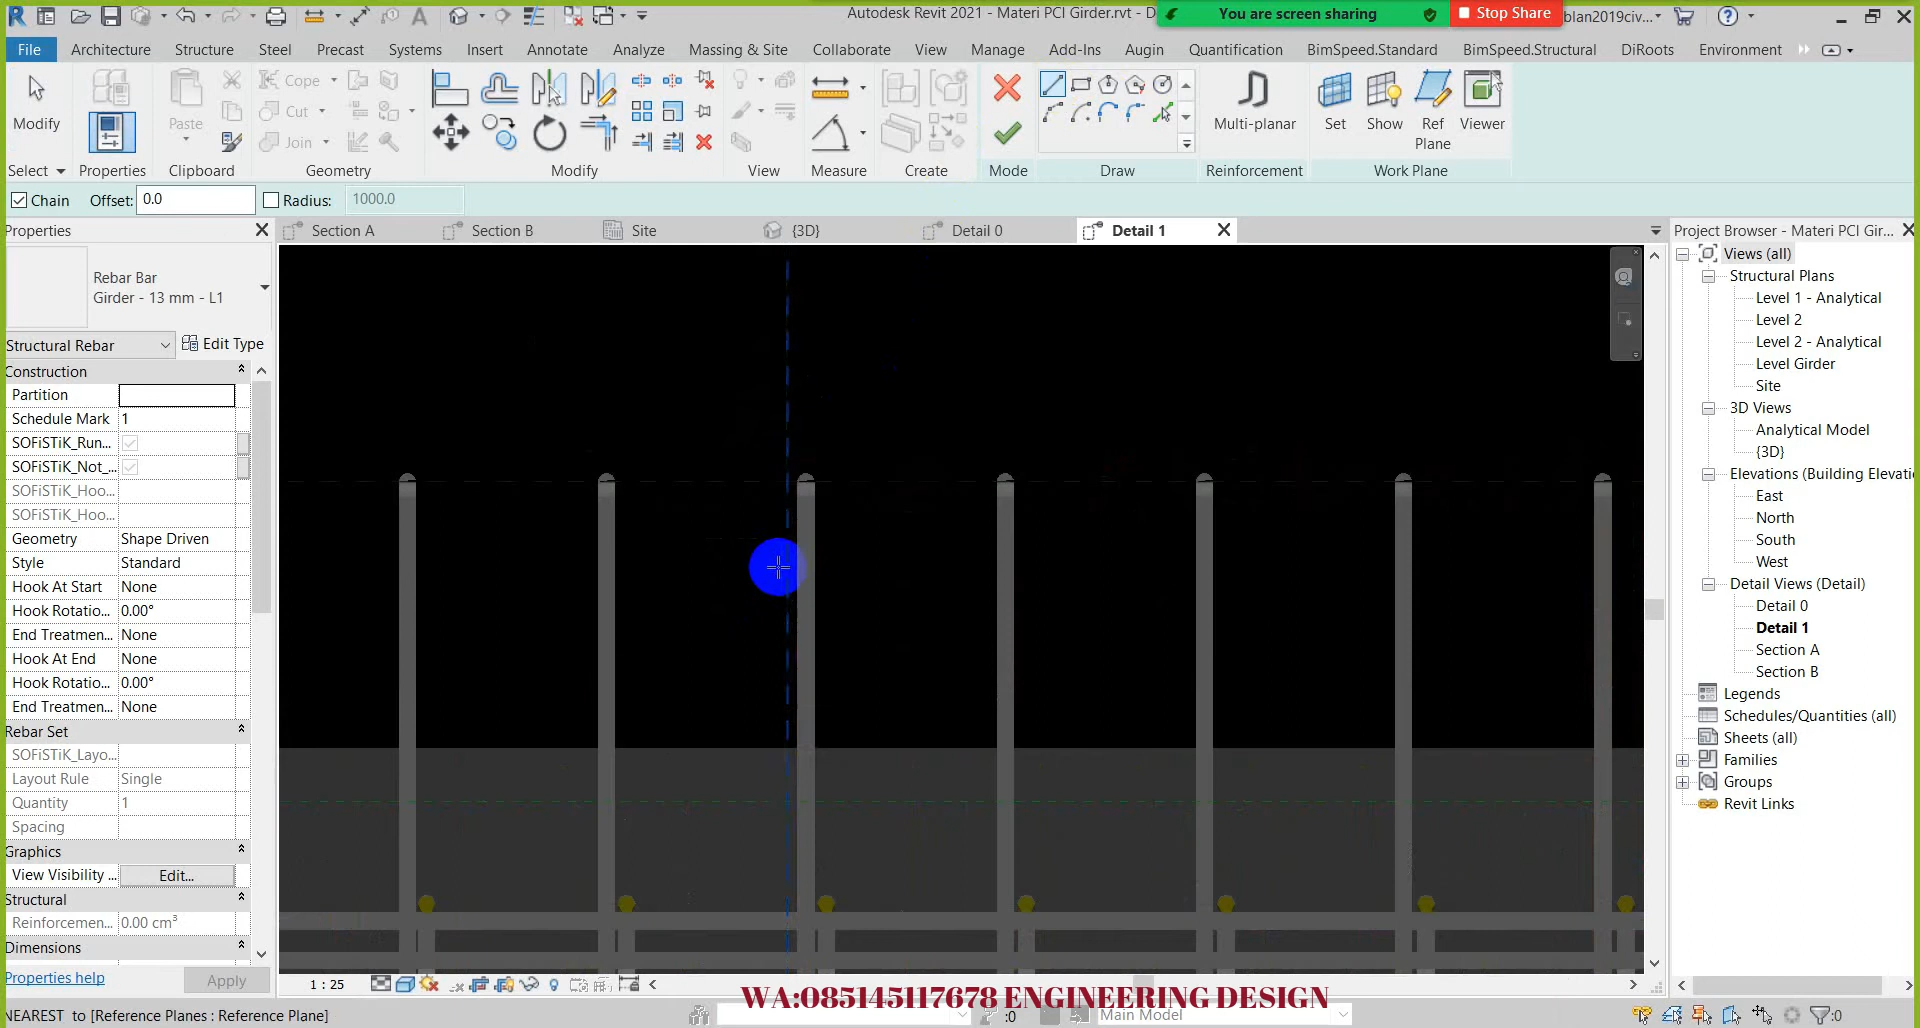 Autodesk Revit 2021 - Materi PCI Girder.rvt - D
You are screen sharing
Stop Share
blan2019civ...
File
Architecture
Structure
Steel
Precast
Systems
Insert
Annotate
Analyze
Massing & Site
Collaborate
View
Manage
Add-Ins
Augin
Quantification
BimSpeed.Standard
BimSpeed.Structural
DiRoots
Environment
Modify
Paste
Cope
Cut
Join
Multi-planar
Set
Show
Ref
Plane
Viewer
Select
Properties
Clipboard
Geometry
Modify
View
Measure
Create
Mode
Draw
Reinforcement
Work Plane
Chain
Offset:
0.0
Radius:
1000.0
Properties
Section A
Section B
Site
{3D}
Detail 0
Detail 1
Project Browser - Materi PCI Gir...
Rebar Bar
Girder - 13 mm - L1
Structural Rebar
Edit Type
Construction
Partition
Schedule Mark 1
SOFiSTiK_Run...
SOFiSTiK_Not_...
SOFiSTiK_Hoo...
SOFiSTiK_Hoo...
Geometry Shape Driven
Style Standard
Hook At Start None
Hook Rotatio... 0.00°
End Treatmen... None
Hook At End None
Hook Rotatio... 0.00°
End Treatmen... None
Rebar Set
SOFiSTiK_Layo...
Layout Rule Single
Quantity 1
Spacing
Graphics
View Visibility ... Edit...
Structural
Reinforcemen... 0.00 cm³
Dimensions
Properties help
Apply
Views (all)
Structural Plans
Level 1 - Analytical
Level 2
Level 2 - Analytical
Level Girder
Site
3D Views
Analytical Model
{3D}
Elevations (Building Elevati
East
North
South
West
Detail Views (Detail)
Detail 0
Detail 1
Section A
Section B
Legends
Schedules/Quantities (all)
Sheets (all)
Families
Groups
Revit Links
1 : 25
WA:085145117678 ENGINEERING DESIGN
NEAREST to [Reference Planes : Reference Plane]
:0
Main Model
:0